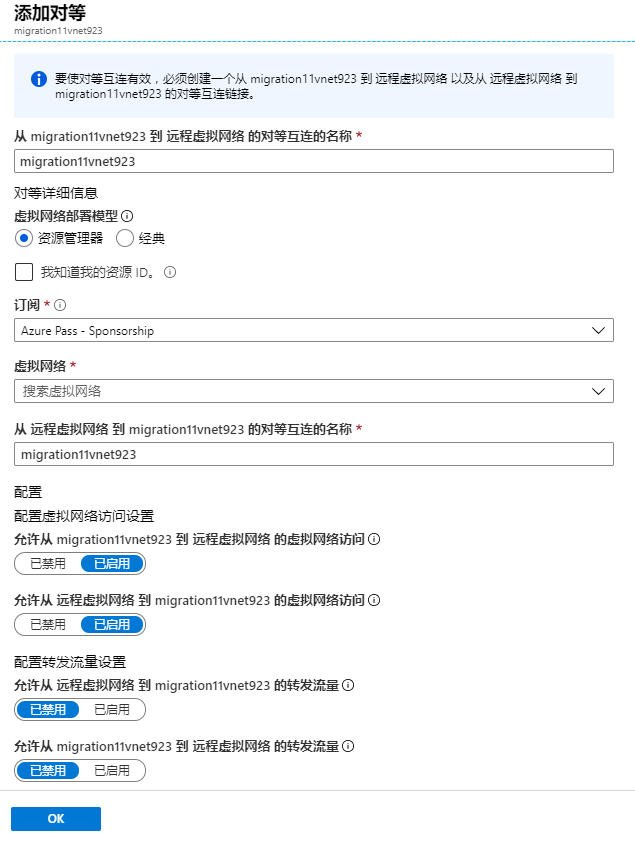 添加对等
migration11vnet923
要使对等互连有效，必须创建一个从 migration11vnet923 到 远程虚拟网络 以及从 远程虚拟网络 到
migration11vnet923 的对等互连链接。
从 migration11vnet923 到 远程虚拟网络 的对等互连的名称 *
migration11vnet923
对等详细信息
虚拟网络部署模型
资源管理器 经典
我知道我的资源 ID。
订阅 *
Azure Pass - Sponsorship
虚拟网络 *
搜索虚拟网络
从 远程虚拟网络 到 migration11vnet923 的对等互连的名称 *
migration11vnet923
配置
配置虚拟网络访问设置
允许从 migration11vnet923 到 远程虚拟网络 的虚拟网络访问
已禁用 已启用
允许从 远程虚拟网络 到 migration11vnet923 的虚拟网络访问
已禁用 已启用
配置转发流量设置
允许从 远程虚拟网络 到 migration11vnet923 的转发流量
已禁用 已启用
允许从 migration11vnet923 到 远程虚拟网络 的转发流量
已禁用 已启用
OK